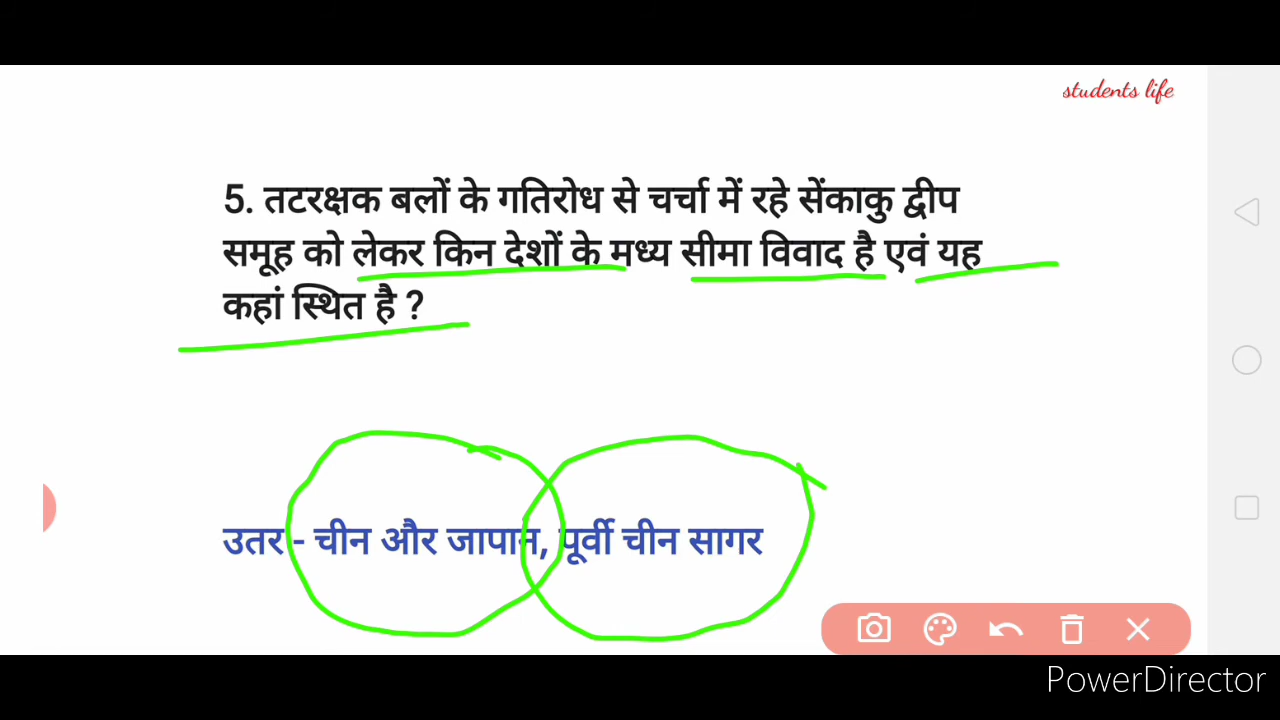 students life
5. तटरक्षक बलों के गतिरोध से चर्चा में रहे सेंकाकु द्वीप
समूह को लेकर किन देशों के मध्य सीमा विवाद है एवं यह
कहां स्थित है ?
उतर - चीन और जापान, पूर्वी चीन सागर
PowerDirector